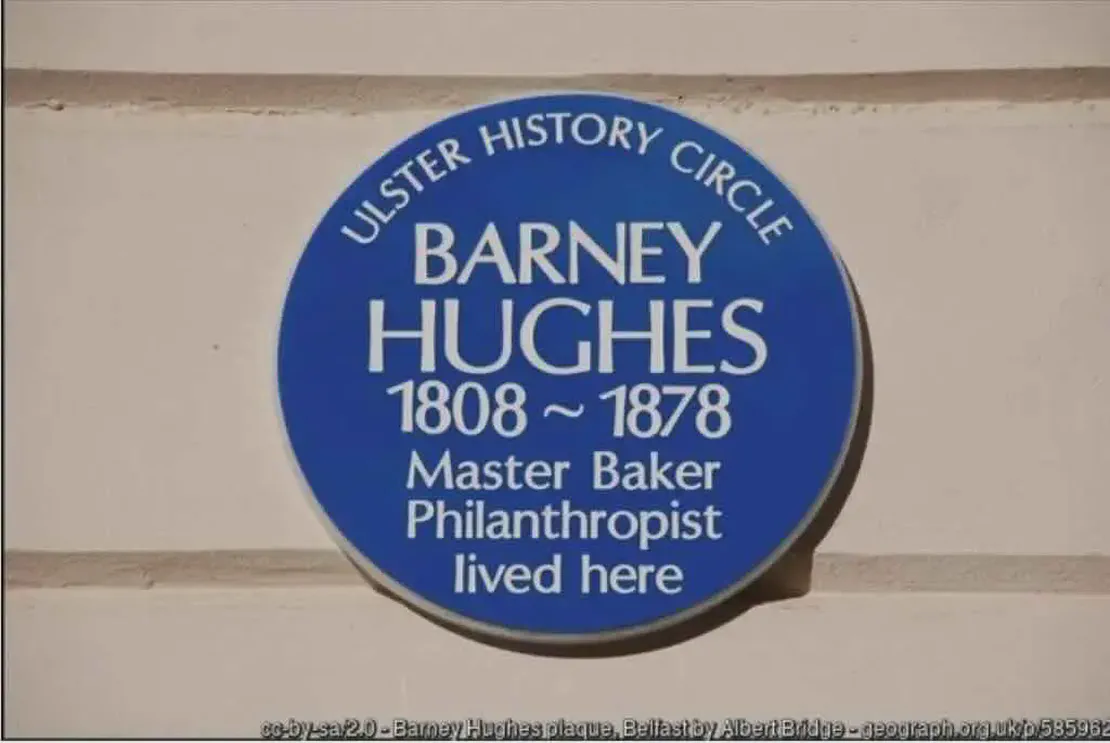 ULSTER HISTORY CIRCLE
BARNEY
HUGHES
1808 ~ 1878
Master Baker
Philanthropist
lived here
cc-by-sa/2.0 - Barney Hughes plaque, Belfast by Albert Bridge - geograph.org.uk/p/585962